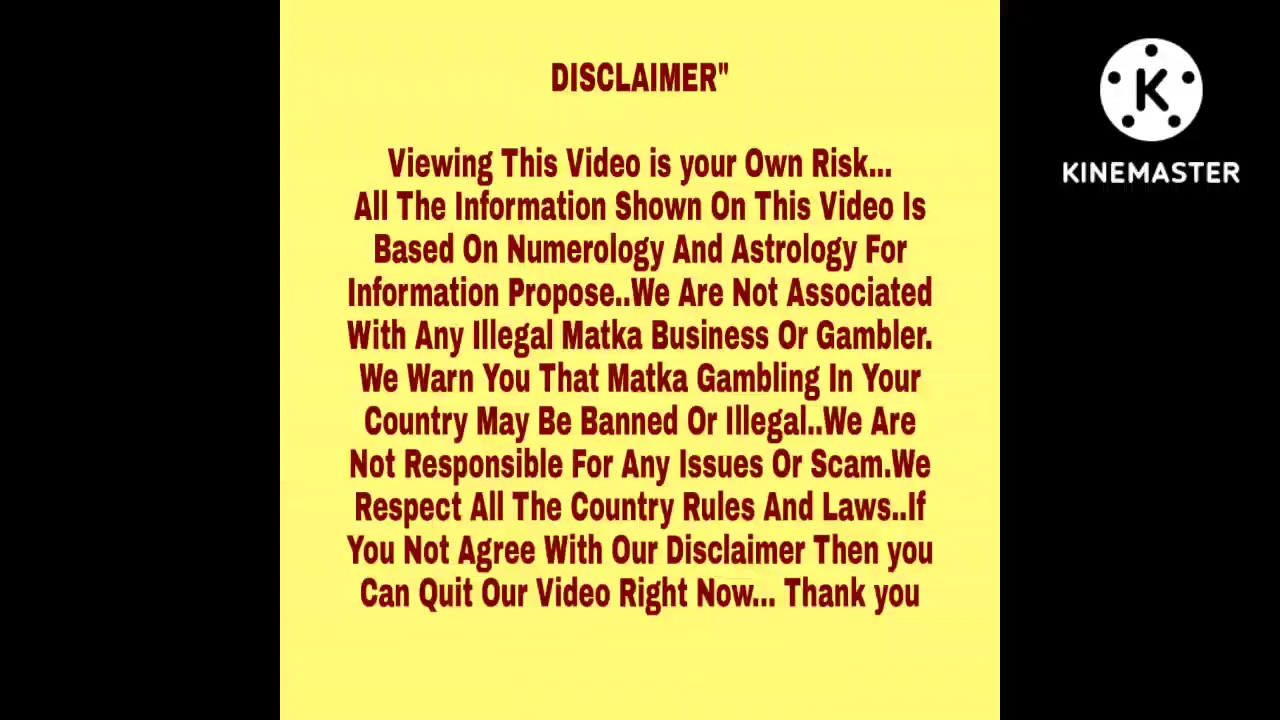 DISCLAIMER"
Viewing This Video is your Own Risk...
All The Information Shown On This Video Is
Based On Numerology And Astrology For
Information Propose..We Are Not Associated
With Any Illegal Matka Business Or Gambler.
We Warn You That Matka Gambling In Your
Country May Be Banned Or Illegal..We Are
Not Responsible For Any Issues Or Scam.We
Respect All The Country Rules And Laws..If
You Not Agree With Our Disclaimer Then you
Can Quit Our Video Right Now... Thank you
K
KINEMASTER